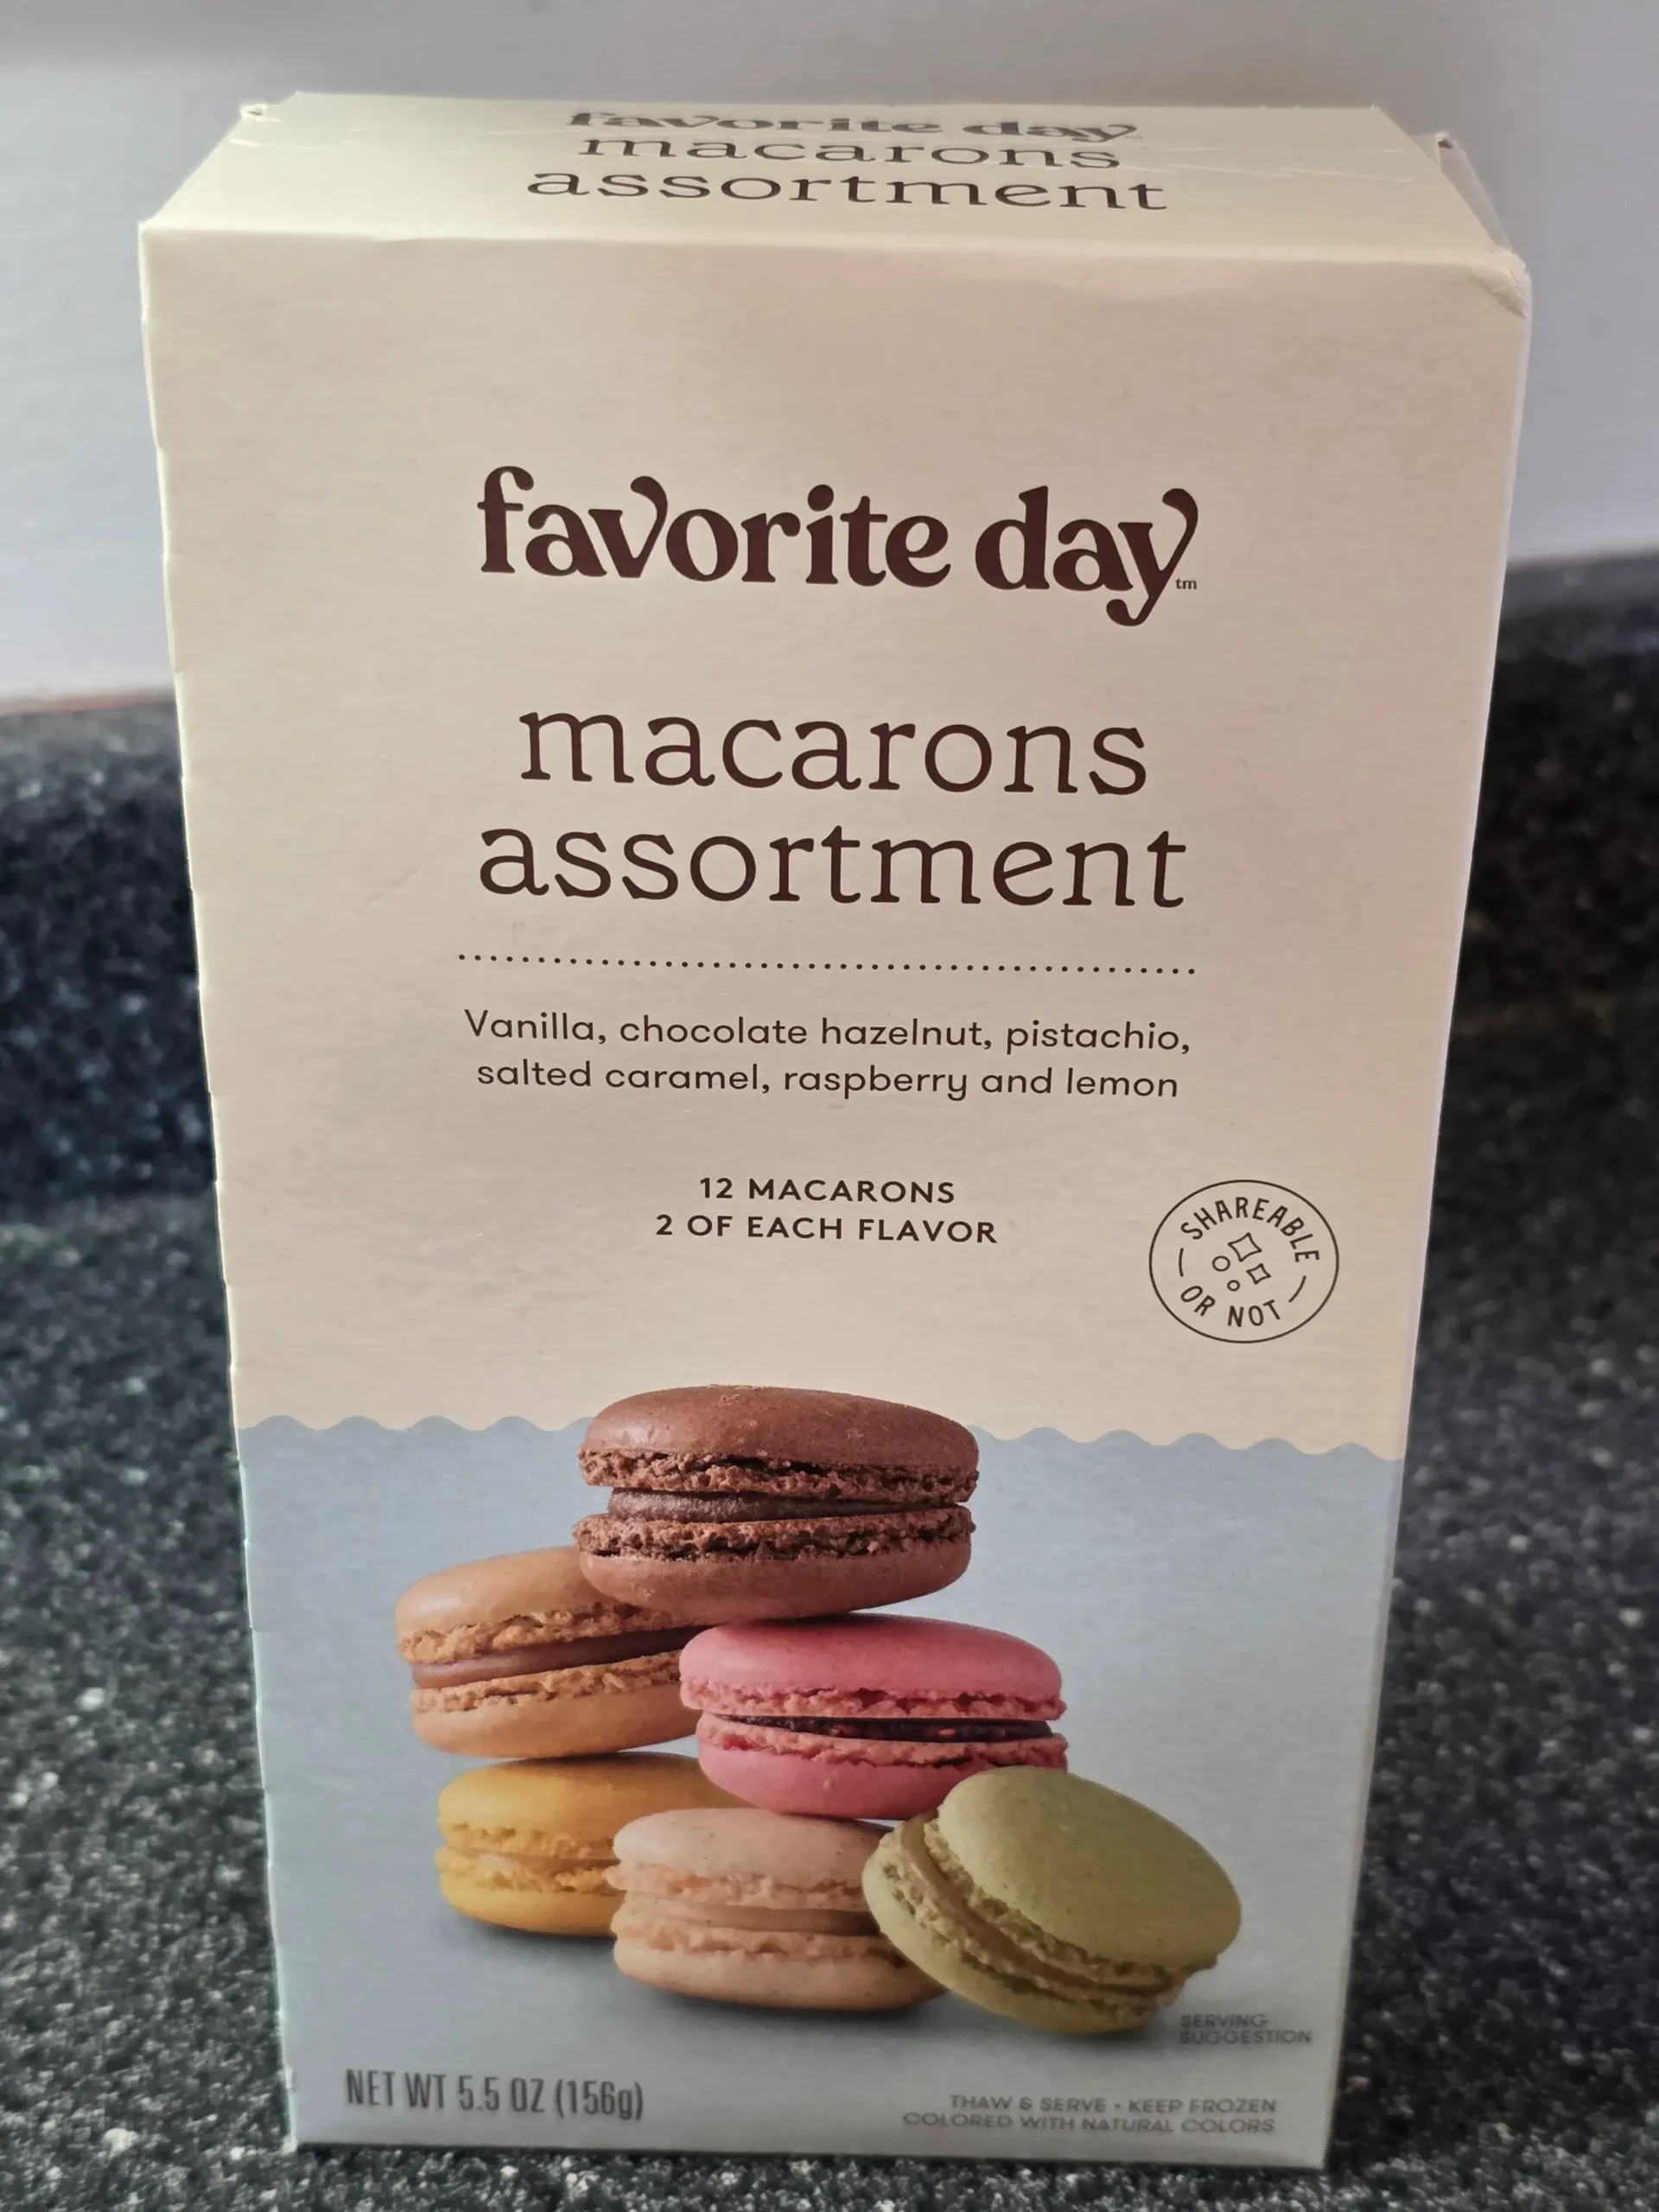 favorite day
macarons
assortment
favorite day™
macarons
assortment
Vanilla, chocolate hazelnut, pistachio,
salted caramel, raspberry and lemon
12 MACARONS
2 OF EACH FLAVOR
SHAREABLE
OR NOT
SERVING
SUGGESTION
NET WT 5.5 OZ (156g)
THAW & SERVE • KEEP FROZEN
COLORED WITH NATURAL COLORS